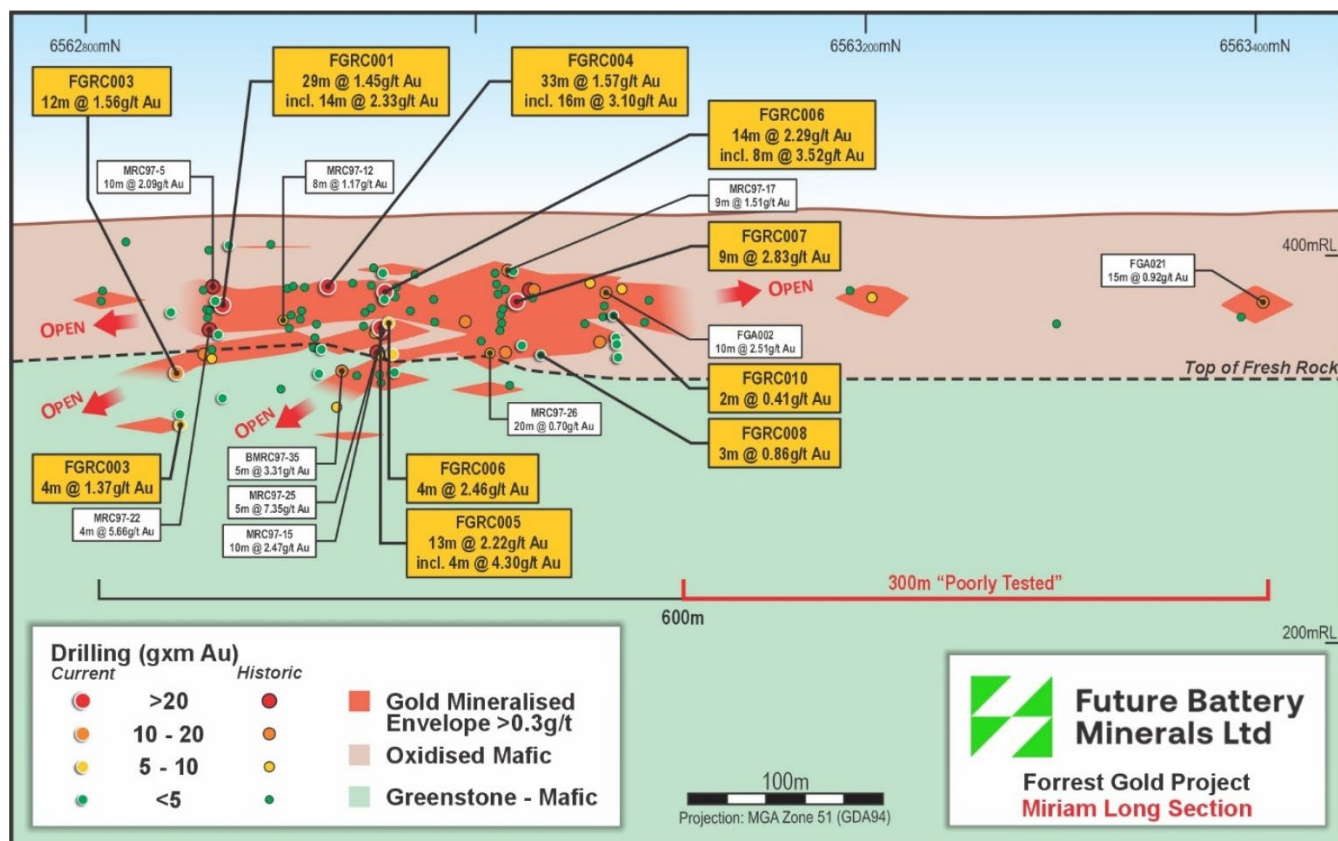 6562800mN
6563200mN
6563400mN
FGRC003
12m @ 1.56g/t Au
FGRC001
29m @ 1.45g/t Au
incl. 14m @ 2.33g/t Au
FGRC004
33m @ 1.57g/t Au
incl. 16m @ 3.10g/t Au
FGRC006
14m @ 2.29g/t Au
incl. 8m @ 3.52g/t Au
MRC97-5
10m @ 2.09g/t Au
MRC97-12
8m @ 1.17g/t Au
MRC97-17
9m @ 1.51g/t Au
FGRC007
9m @ 2.83g/t Au
400mRL
FGA021
15m @ 0.92g/t Au
OPEN
OPEN
FGA002
10m @ 2.51g/t Au
Top of Fresh Rock
FGRC010
2m @ 0.41g/t Au
OPEN
OPEN
MRC97-26
20m @ 0.70g/t Au
FGRC008
3m @ 0.86g/t Au
FGRC003
4m @ 1.37g/t Au
BMRC97-35
5m @ 3.31g/t Au
FGRC006
4m @ 2.46g/t Au
MRC97-22
4m @ 5.66g/t Au
MRC97-25
5m @ 7.35g/t Au
MRC97-15
10m @ 2.47g/t Au
FGRC005
13m @ 2.22g/t Au
incl. 4m @ 4.30g/t Au
300m “Poorly Tested”
600m
200mRL
Drilling (gxm Au)
Current Historic
>20
10 - 20
5 - 10
<5
Gold Mineralised
Envelope >0.3g/t
Oxidised Mafic
Greenstone - Mafic
100m
Projection: MGA Zone 51 (GDA94)
Future Battery
Minerals Ltd
Forrest Gold Project
Miriam Long Section